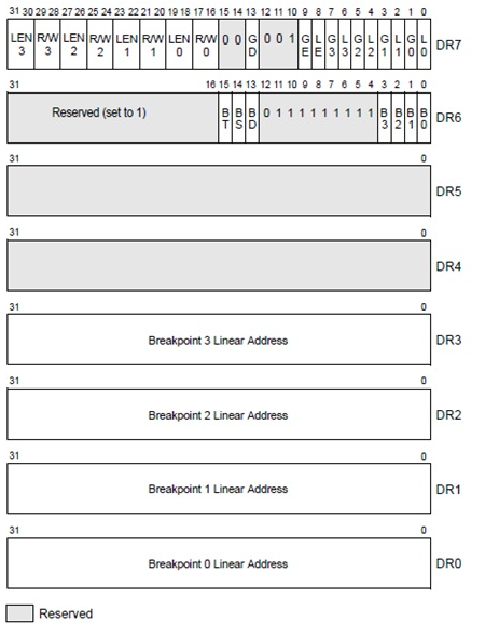 31 30 29 28 27 26 25 24 23 22 21 20 19 18 17 16 15 14 13 12 11 10 9 8 7 6 5 4 3 2 1 0
LEN R/W LEN R/W LEN R/W LEN R/W 0 0 G 0 0 1 G L G L G L G L G L DR7
3 3 2 2 1 1 0 0 D E E 3 3 2 2 1 1 0 0
31 16 15 14 13 12 11 10 9 8 7 6 5 4 3 2 1 0
Reserved (set to 1) B B B 0 1 1 1 1 1 1 1 1 B B B B DR6
T S D 3 2 1 0
31 0
DR5
31 0
DR4
31 0
Breakpoint 3 Linear Address DR3
31 0
Breakpoint 2 Linear Address DR2
31 0
Breakpoint 1 Linear Address DR1
31 0
Breakpoint 0 Linear Address DR0
Reserved